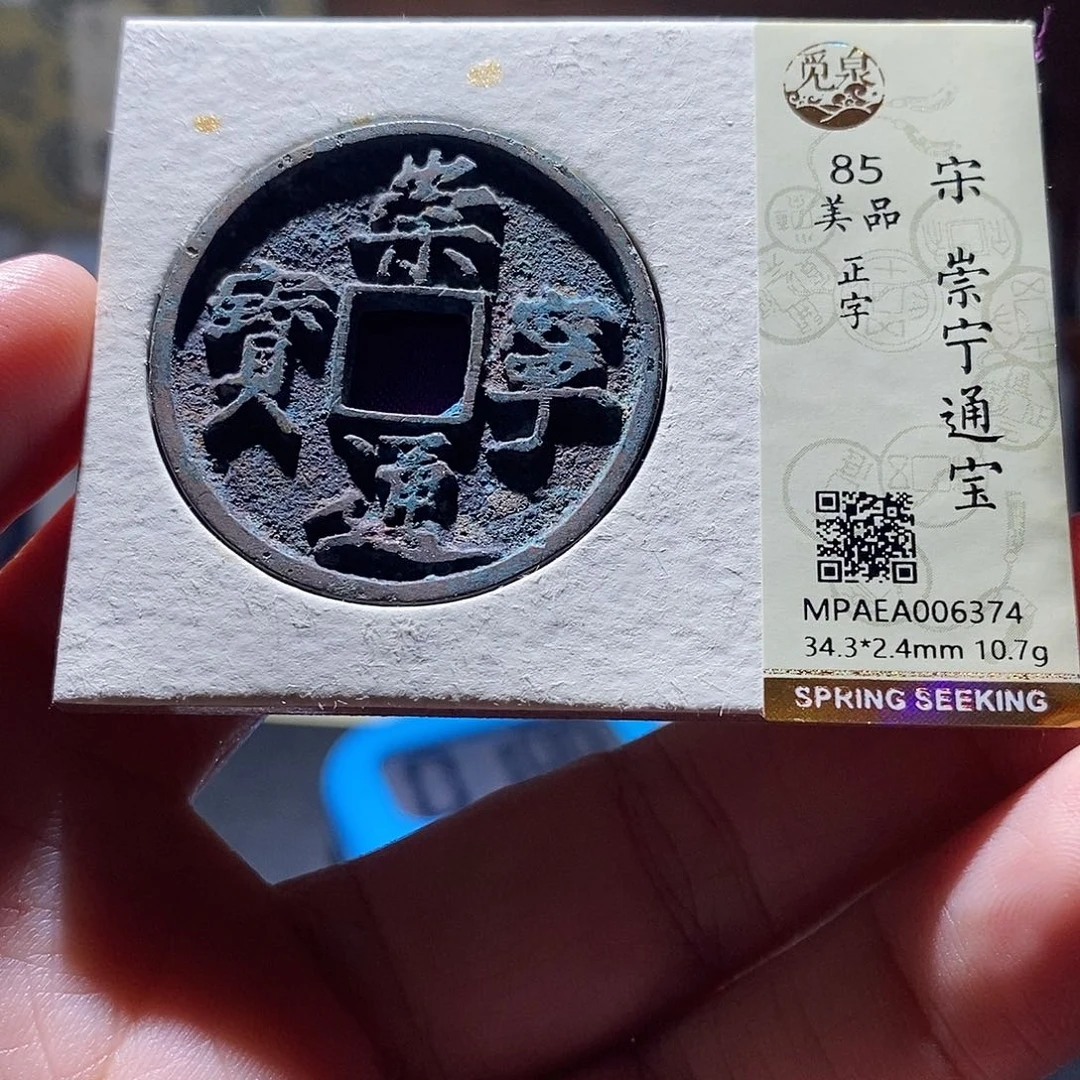 崇
寧
通
寳
覓泉
85
美品
正字
宋 崇宁通宝
MPAEA006374
34.3*2.4mm 10.7g
SPRING SEEKING